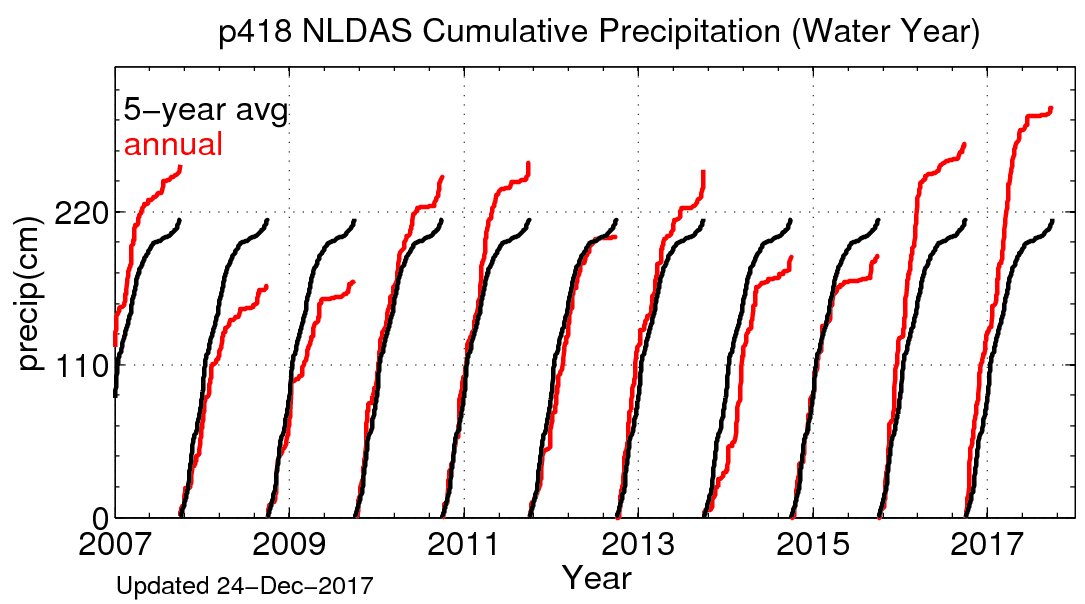 p418 NLDAS Cumulative Precipitation (Water Year)
5−year avg
annual
220
110
0
precip(cm)
2007 2009 2011 2013 2015 2017
Year
Updated 24−Dec−2017